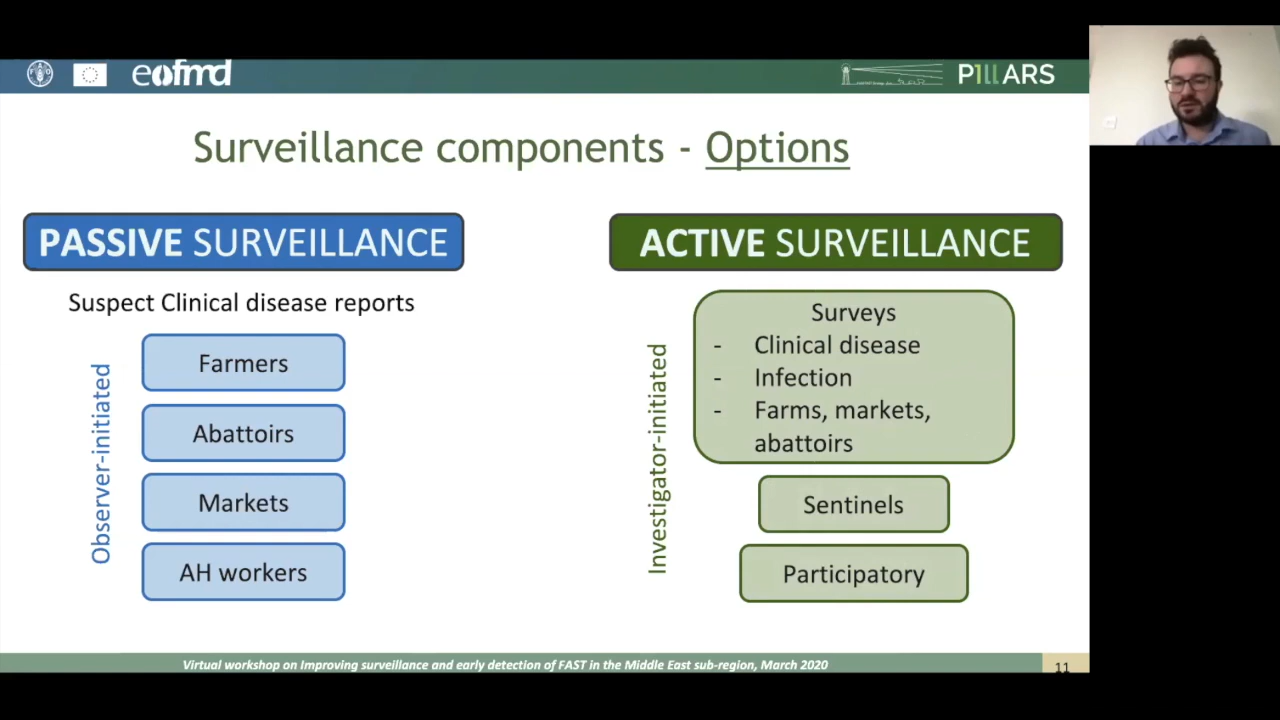 eofmd
PillARS
Surveillance components - Options
PASSIVE SURVEILLANCE
Suspect Clinical disease reports
Observer-initiated
Farmers
Abattoirs
Markets
AH workers
ACTIVE SURVEILLANCE
Investigator-initiated
Surveys
- Clinical disease
- Infection
- Farms, markets,
abattoirs
Sentinels
Participatory
Virtual workshop on Improving surveillance and early detection of FAST in the Middle East sub-region, March 2020
11